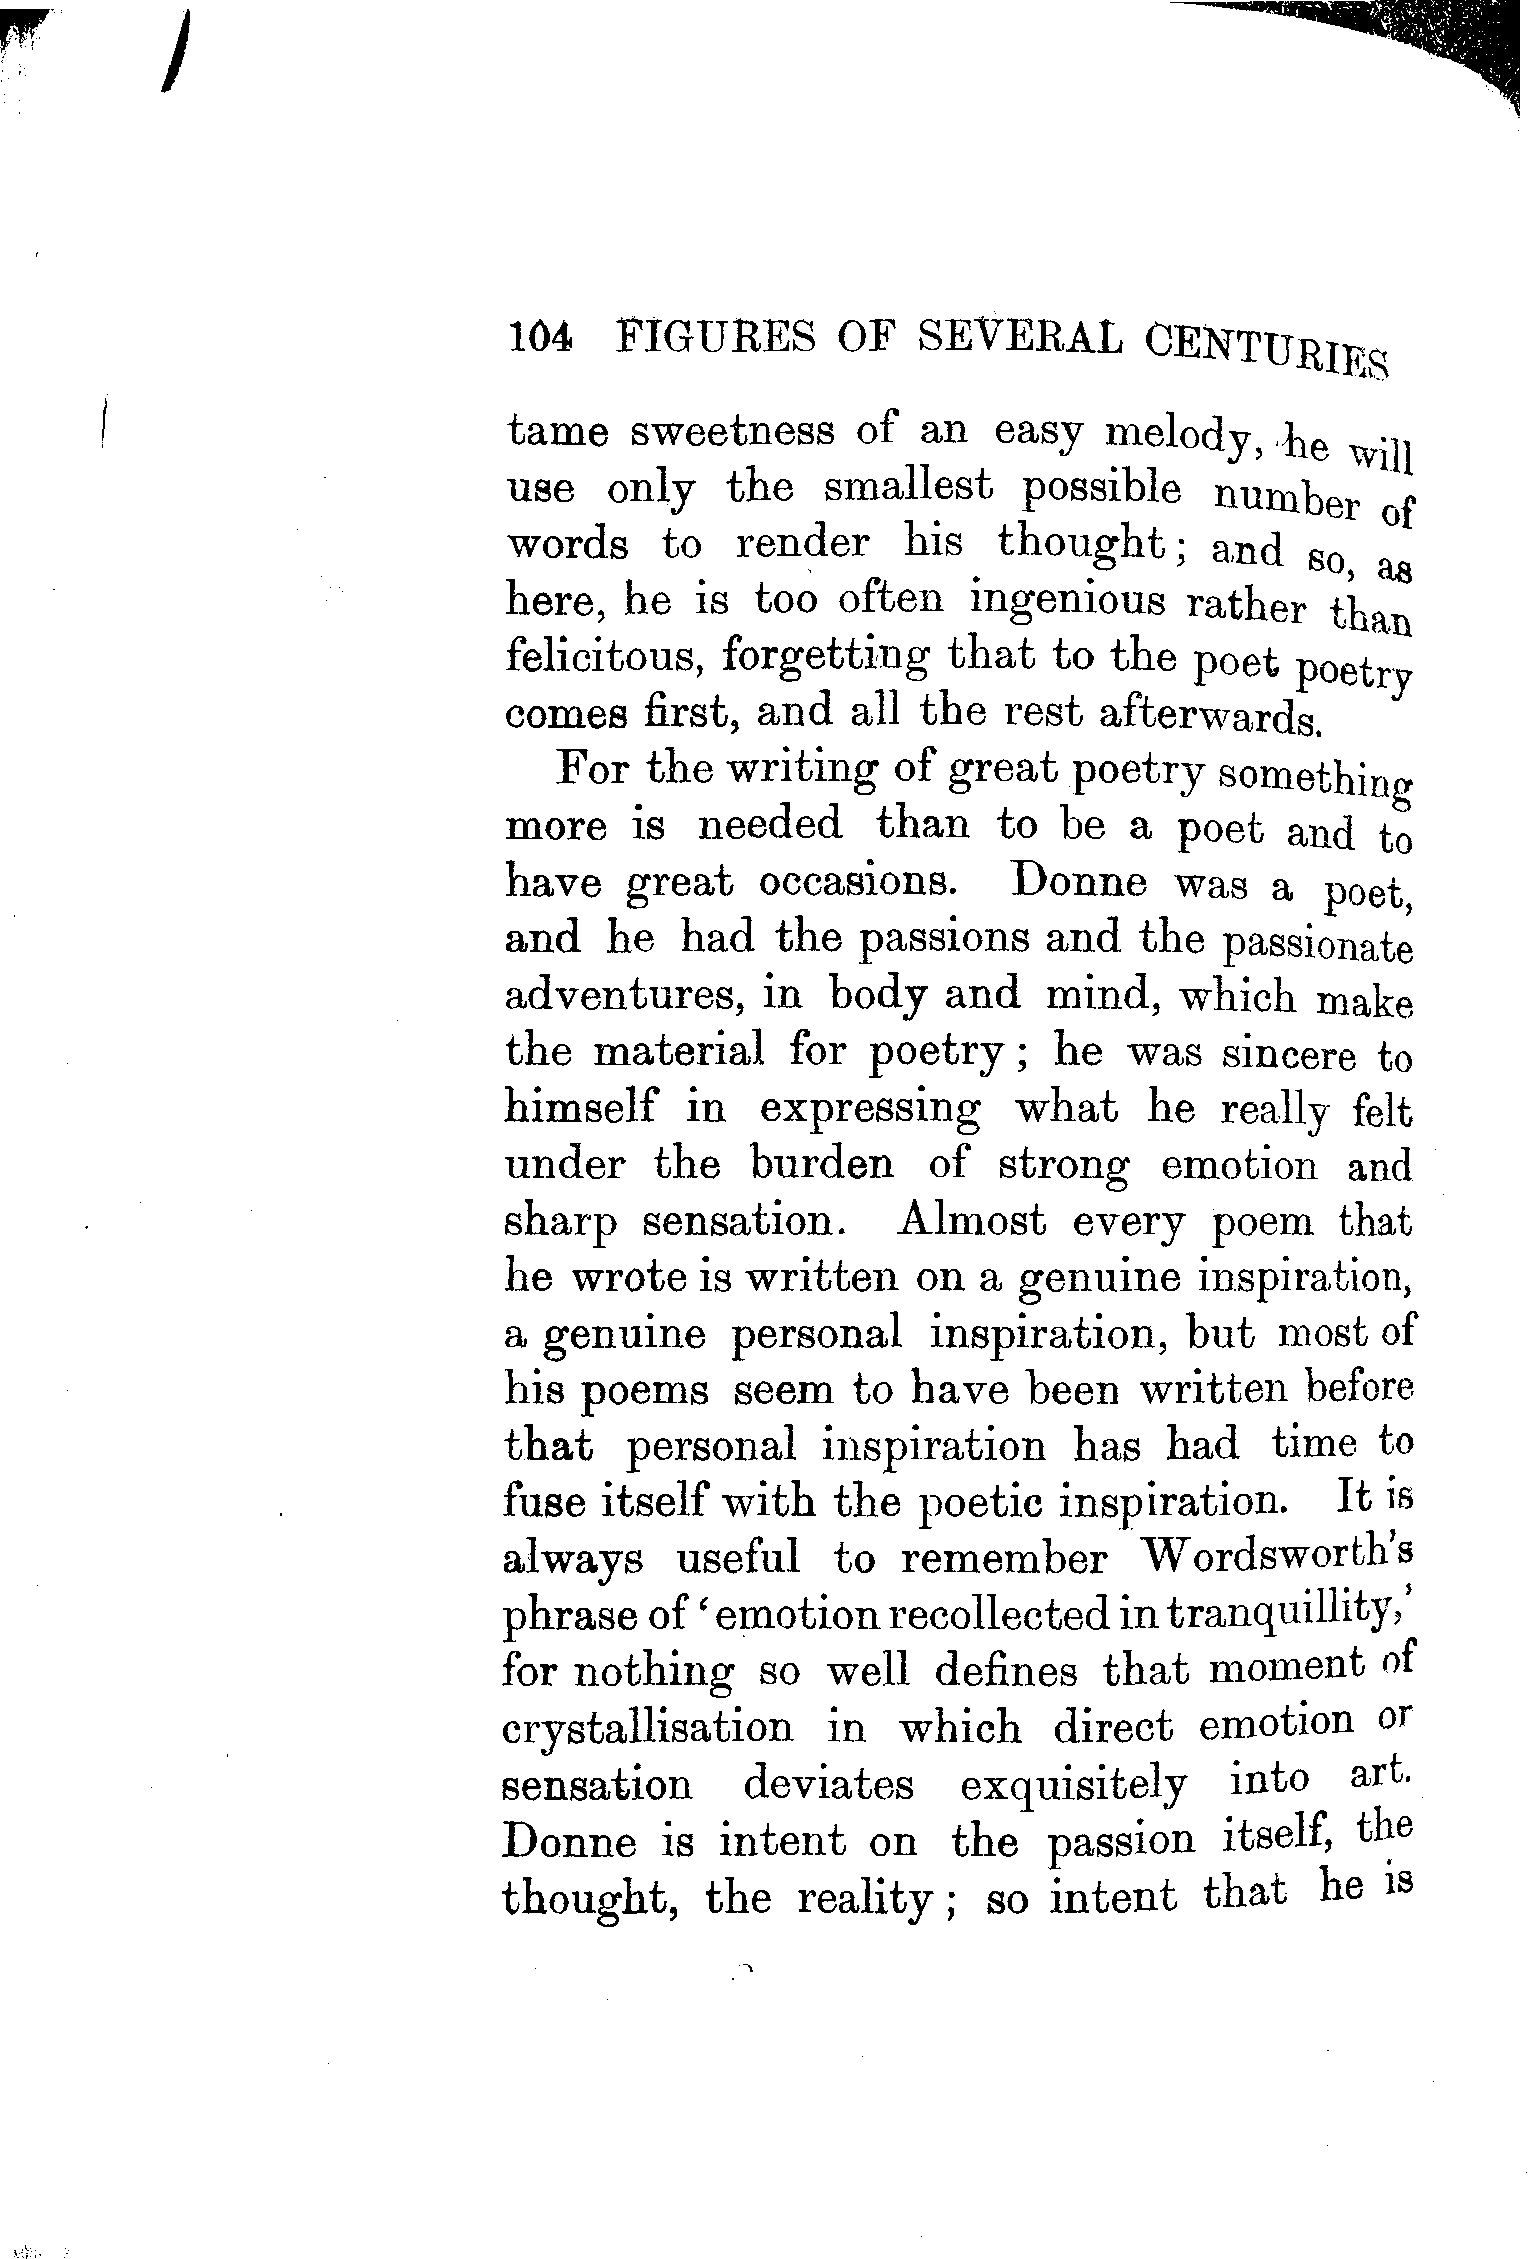 104 FIGURES OF SEVERAL CENTURIES
tame sweetness of an easy melody, he will
use only the smallest possible number of
words to render his thought; and so, as
here, he is too often ingenious rather than
felicitous, forgetting that to the poet poetry
comes first, and all the rest afterwards.
For the writing of great poetry something
more is needed than to be a poet and to
have great occasions. Donne was a poet,
and he had the passions and the passionate
adventures, in body and mind, which make
the material for poetry; he was sincere to
himself in expressing what he really felt
under the burden of strong emotion and
sharp sensation. Almost every poem that
he wrote is written on a genuine inspiration,
a genuine personal inspiration, but most of
his poems seem to have been written before
that personal inspiration has had time to
fuse itself with the poetic inspiration. It is
always useful to remember Wordsworth's
phrase of 'emotion recollected in tranquillity,'
for nothing so well defines that moment of
crystallisation in which direct emotion or
sensation deviates exquisitely into art.
Donne is intent on the passion itself, the
thought, the reality; so intent that he is